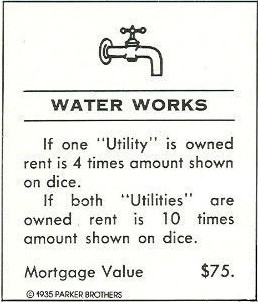 WATER WORKS
If one "Utility" is owned
rent is 4 times amount shown
on dice.
If both "Utilities" are
owned rent is 10 times
amount shown on dice.
Mortgage Value $75.
© 1935 PARKER BROTHERS